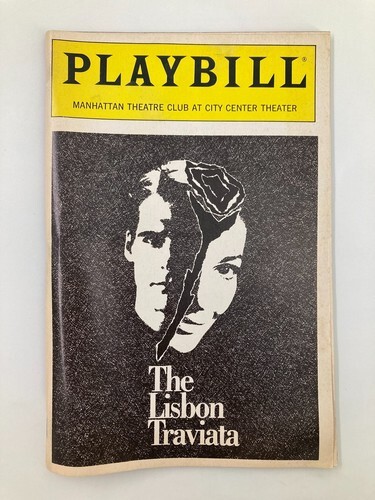 PLAYBILL®
MANHATTAN THEATRE CLUB AT CITY CENTER THEATER
The
Lisbon
Traviata